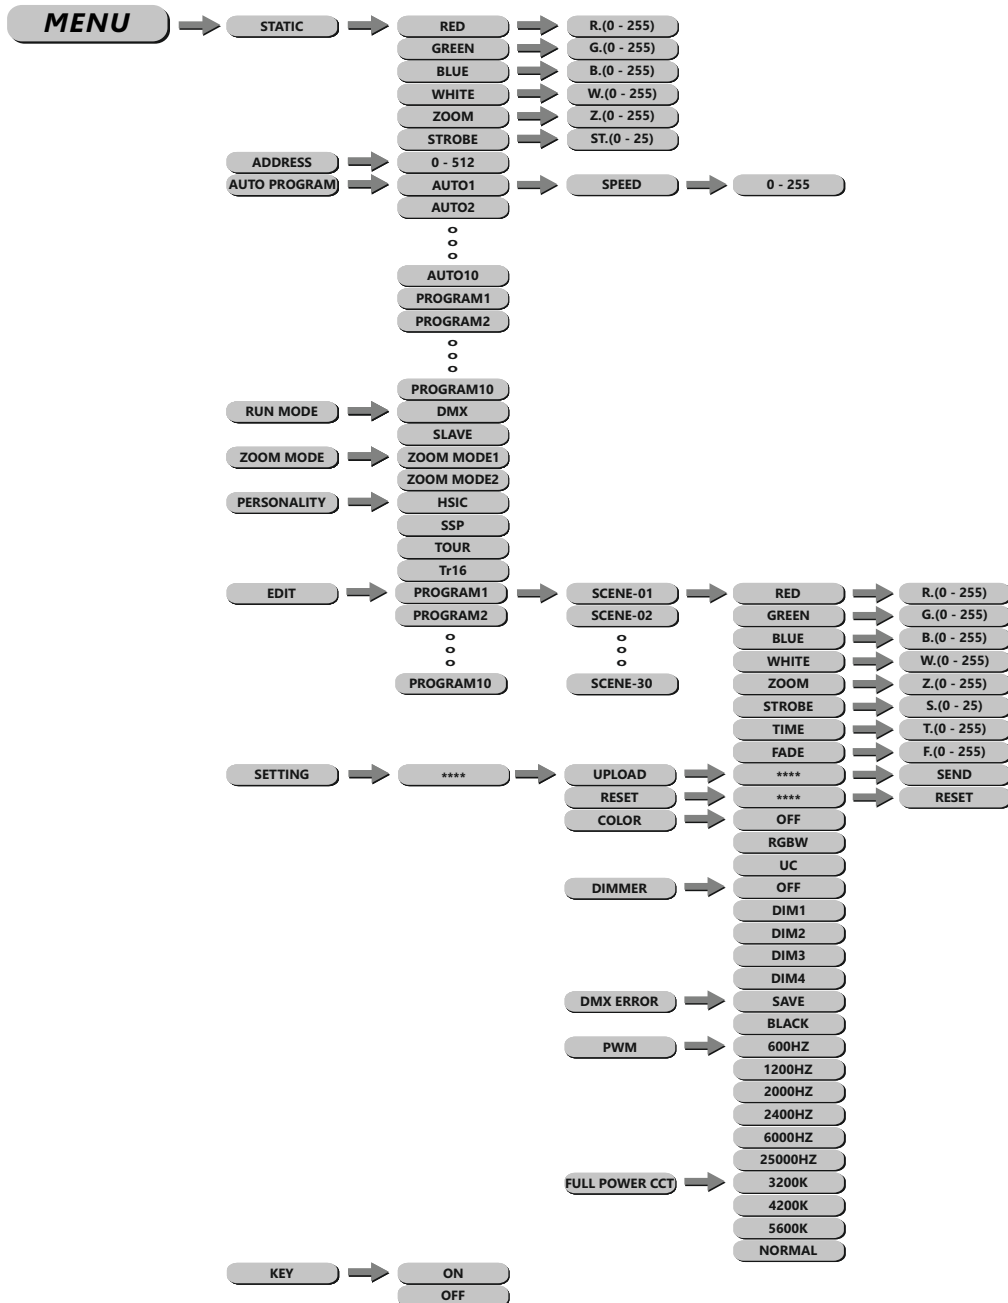 MENU STATIC RED R.(0 - 255)
GREEN G.(0 - 255)
BLUE B.(0 - 255)
WHITE W.(0 - 255)
ZOOM Z.(0 - 255)
STROBE ST.(0 - 25)
ADDRESS 0 - 512
AUTO PROGRAM AUTO1 SPEED 0 - 255
AUTO2
AUTO10
PROGRAM1
PROGRAM2
PROGRAM10
RUN MODE DMX
SLAVE
ZOOM MODE ZOOM MODE1
ZOOM MODE2
PERSONALITY HSIC
SSP
TOUR
Tr16
EDIT PROGRAM1 SCENE-01 RED R.(0 - 255)
PROGRAM2 SCENE-02 GREEN G.(0 - 255)
BLUE B.(0 - 255)
WHITE W.(0 - 255)
PROGRAM10 SCENE-30 ZOOM Z.(0 - 255)
STROBE S.(0 - 25)
TIME T.(0 - 255)
FADE F.(0 - 255)
SETTING **** UPLOAD **** SEND
RESET **** RESET
COLOR OFF
RGBW
UC
DIMMER OFF
DIM1
DIM2
DIM3
DIM4
DMX ERROR SAVE
BLACK
PWM 600HZ
1200HZ
2000HZ
2400HZ
6000HZ
25000HZ
FULL POWER CCT 3200K
4200K
5600K
NORMAL
KEY ON
OFF